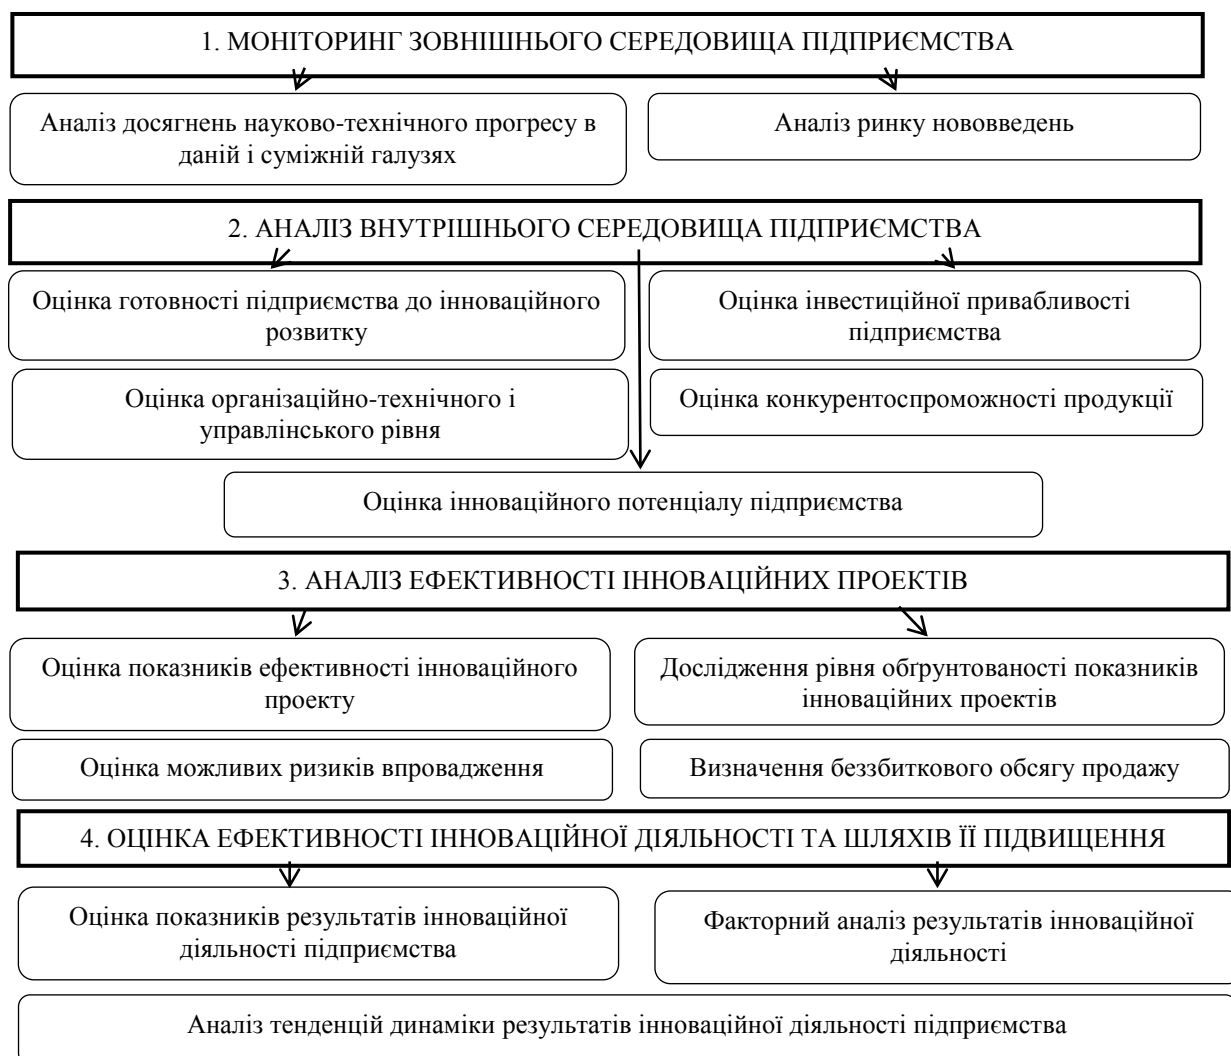 1. МОНІТОРИНГ ЗОВНІШНЬОГО СЕРЕДОВИЩА ПІДПРИЄМСТВА
Аналіз досягнень науково-технічного прогресу в
даній і суміжній галузях
Аналіз ринку нововведень
2. АНАЛІЗ ВНУТРІШНЬОГО СЕРЕДОВИЩА ПІДПРИЄМСТВА
Оцінка готовності підприємства до інноваційного
розвитку
Оцінка інвестиційної привабливості
підприємства
Оцінка організаційно-технічного і
управлінського рівня
Оцінка конкурентоспроможності продукції
Оцінка інноваційного потенціалу підприємства
3. АНАЛІЗ ЕФЕКТИВНОСТІ ІННОВАЦІЙНИХ ПРОЕКТІВ
Оцінка показників ефективності інноваційного
проекту
Дослідження рівня обґрунтованості показників
інноваційних проектів
Оцінка можливих ризиків впровадження
Визначення беззбиткового обсягу продажу
4. ОЦІНКА ЕФЕКТИВНОСТІ ІННОВАЦІЙНОЇ ДІЯЛЬНОСТІ ТА ШЛЯХІВ ЇЇ ПІДВИЩЕННЯ
Оцінка показників результатів інноваційної
діяльності підприємства
Факторний аналіз результатів інноваційної
діяльності
Аналіз тенденцій динаміки результатів інноваційної діяльності підприємства